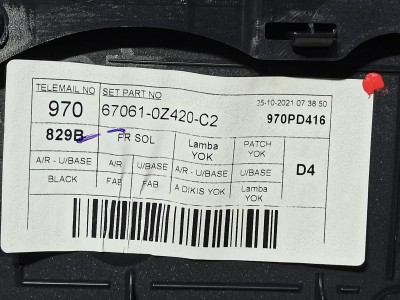 TELEMAIL NO SET PART NO
970 67061-0Z420-C2 25-10-2021 07 38 50
970PD416
829B FR SOL Lamba YOK PATCH YOK D4
A/R - U/BASE A/R U/BASE A/R - U/BASE U/BASE
BLACK FAB FAB A DIKIS YOK Lamba YOK